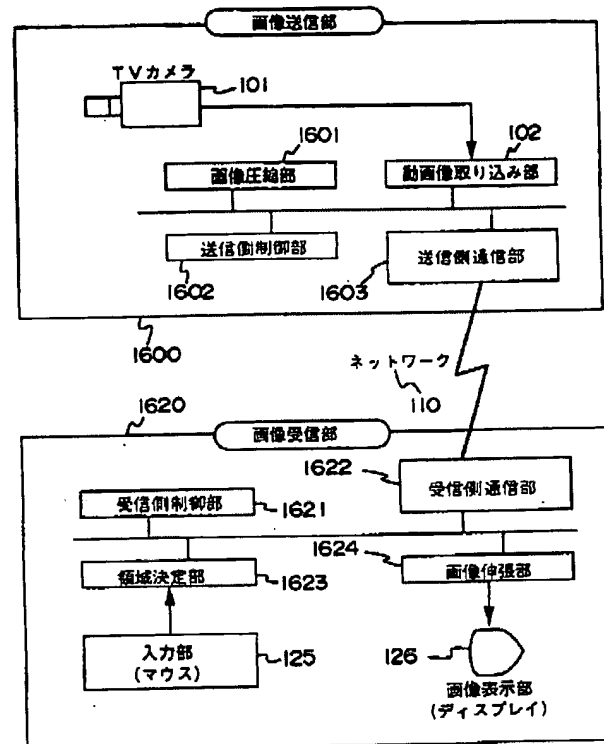 画像送信部
TVカメラ
101
1601
102
画像圧縮部
動画像取り込み部
送信側制御部
送信側通信部
1602
1603
1600
ネットワーク
110
1620
画像受信部
1622
受信側通信部
受信側制御部
1621
1624
領域決定部
1623
画像伸張部
入力部
(マウス)
125
126
画像表示部
(ディスプレイ)